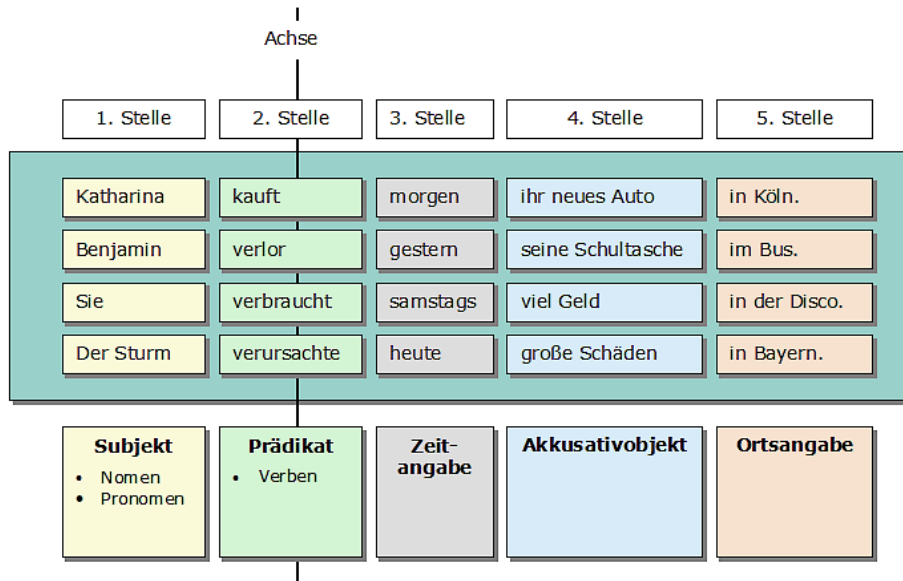 Achse
1. Stelle 2. Stelle 3. Stelle 4. Stelle 5. Stelle
Katharina kauft morgen ihr neues Auto in Köln.
Benjamin verlor gestern seine Schultasche im Bus.
Sie verbraucht samstags viel Geld in der Disco.
Der Sturm verursachte heute große Schäden in Bayern.
Subjekt Prädikat Zeit- Akkusativobjekt Ortsangabe
• Nomen • Verben angabe
• Pronomen